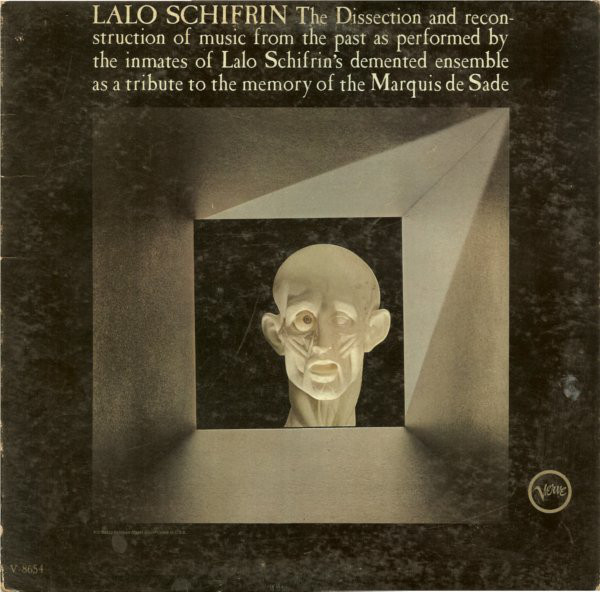 LALO SCHIFRIN The Dissection and recon-
struction of music from the past as performed by
the inmates of Lalo Schifrin's demented ensemble
as a tribute to the memory of the Marquis de Sade
Verve
V-8654